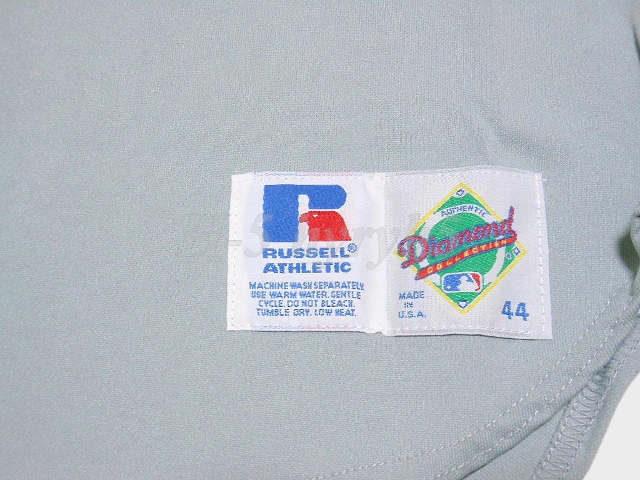 RUSSELL®
ATHLETIC
MACHINE WASH SEPARATELY.
USE WARM WATER. GENTLE
CYCLE. DO NOT BLEACH.
TUMBLE DRY. LOW HEAT.
AUTHENTIC
Diamond
COLLECTION
MADE
IN
U.S.A.
44